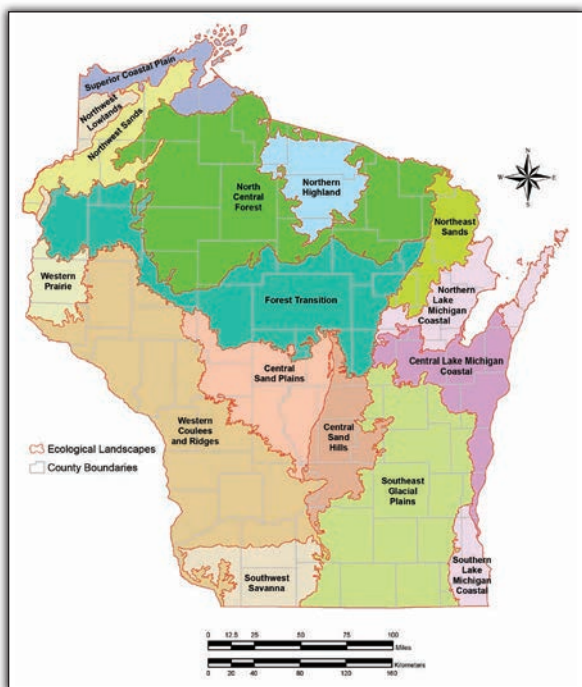 Superior Coastal Plain
Northwest
Lowlands
Northwest Sands
North
Central
Forest
Northern
Highland
Northeast
Sands
W
N
E
S
Western
Prairie
Forest Transition
Northern
Lake
Michigan
Coastal
Central Lake Michigan
Coastal
Central
Sand Plains
Western Coulees
and Ridges
Central
Sand
Hills
Ecological Landscapes
County Boundaries
Southeast Glacial
Plains
Southwest
Savanna
Southern
Lake
Michigan
Coastal
0 12.5 25 50 75 100
Miles
0 20 40 80 120 160
Kilometers